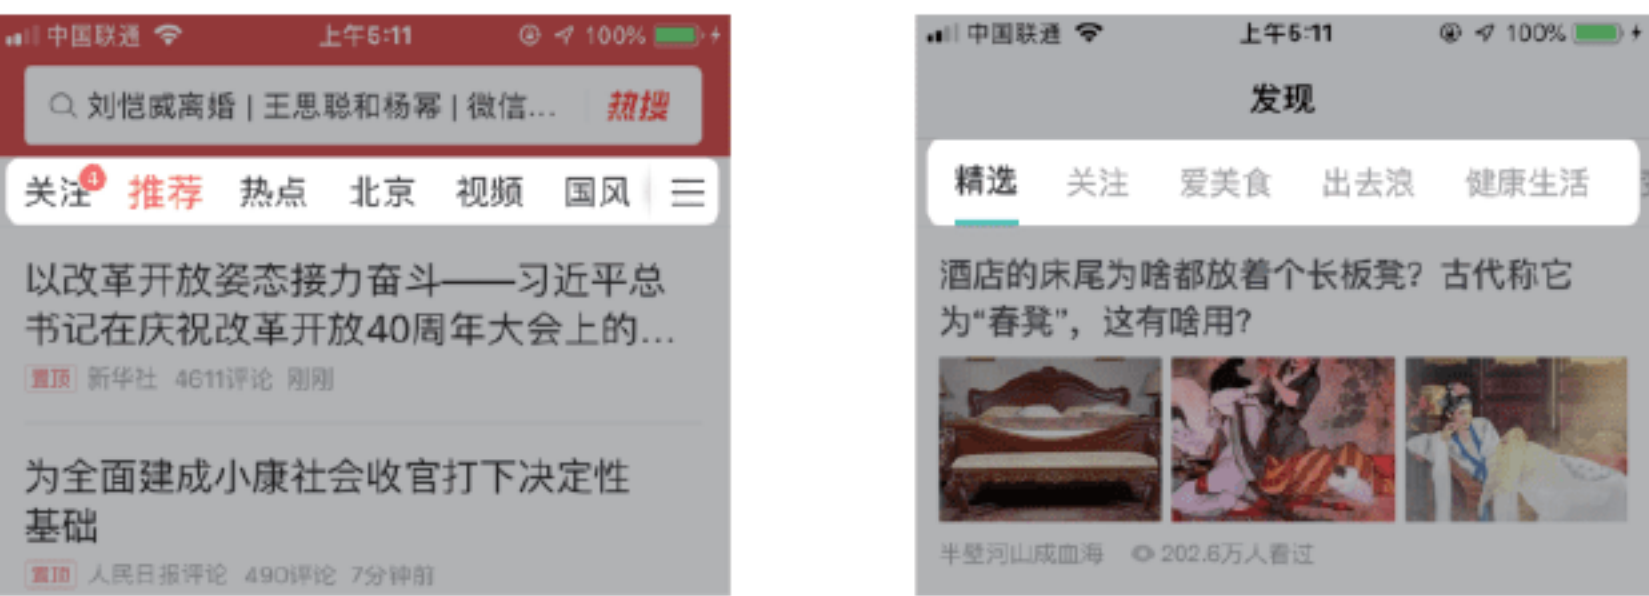 中国联通 上午5:11 100%
刘恺威离婚 | 王思聪和杨幂 | 微信... 热搜
关注 4 推荐 热点 北京 视频 国风
以改革开放姿态接力奋斗——习近平总
书记在庆祝改革开放40周年大会上的...
置顶 新华社 4611评论 刚刚
为全面建成小康社会收官打下决定性
基础
置顶 人民日报评论 490评论 7分钟前
中国联通 上午5:11 100%
发现
精选 关注 爱美食 出去浪 健康生活
酒店的床尾为啥都放着个长板凳？古代称它
为“春凳”，这有啥用?
半壁河山成血海 202.6万人看过